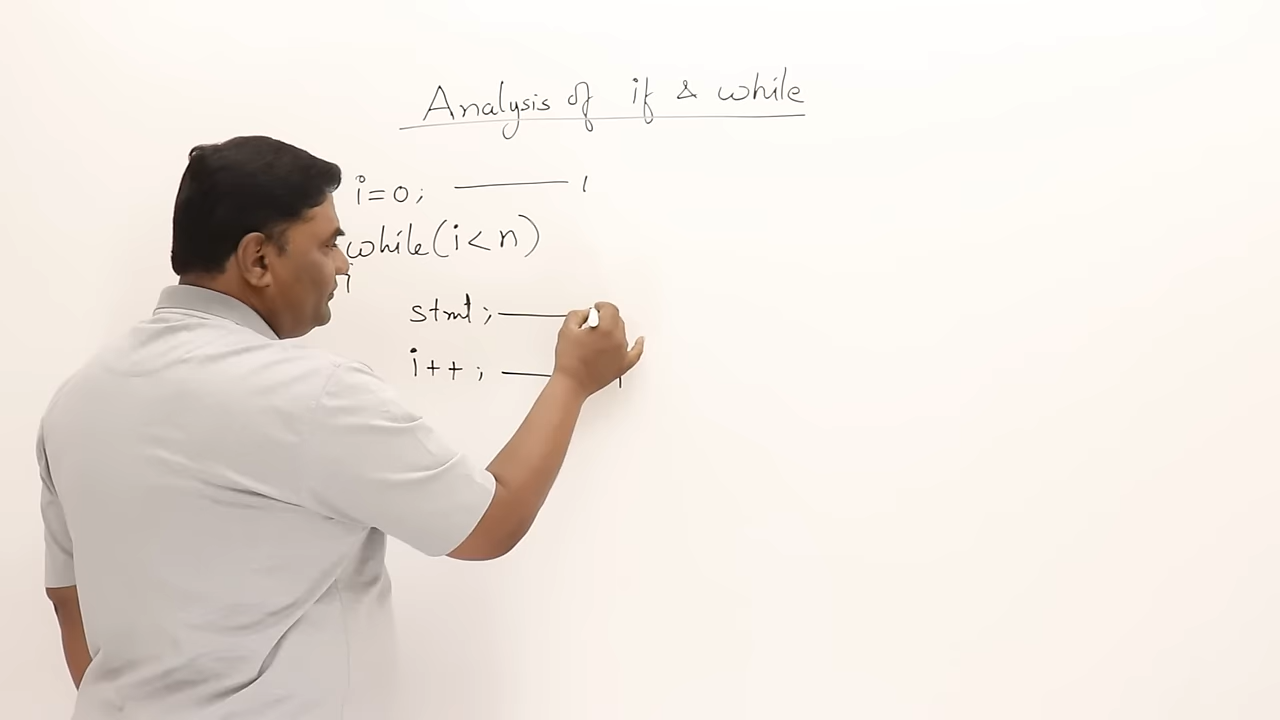 Analysis of if & while
i=0; 1
while(i<n)
{
stmt;
i++;